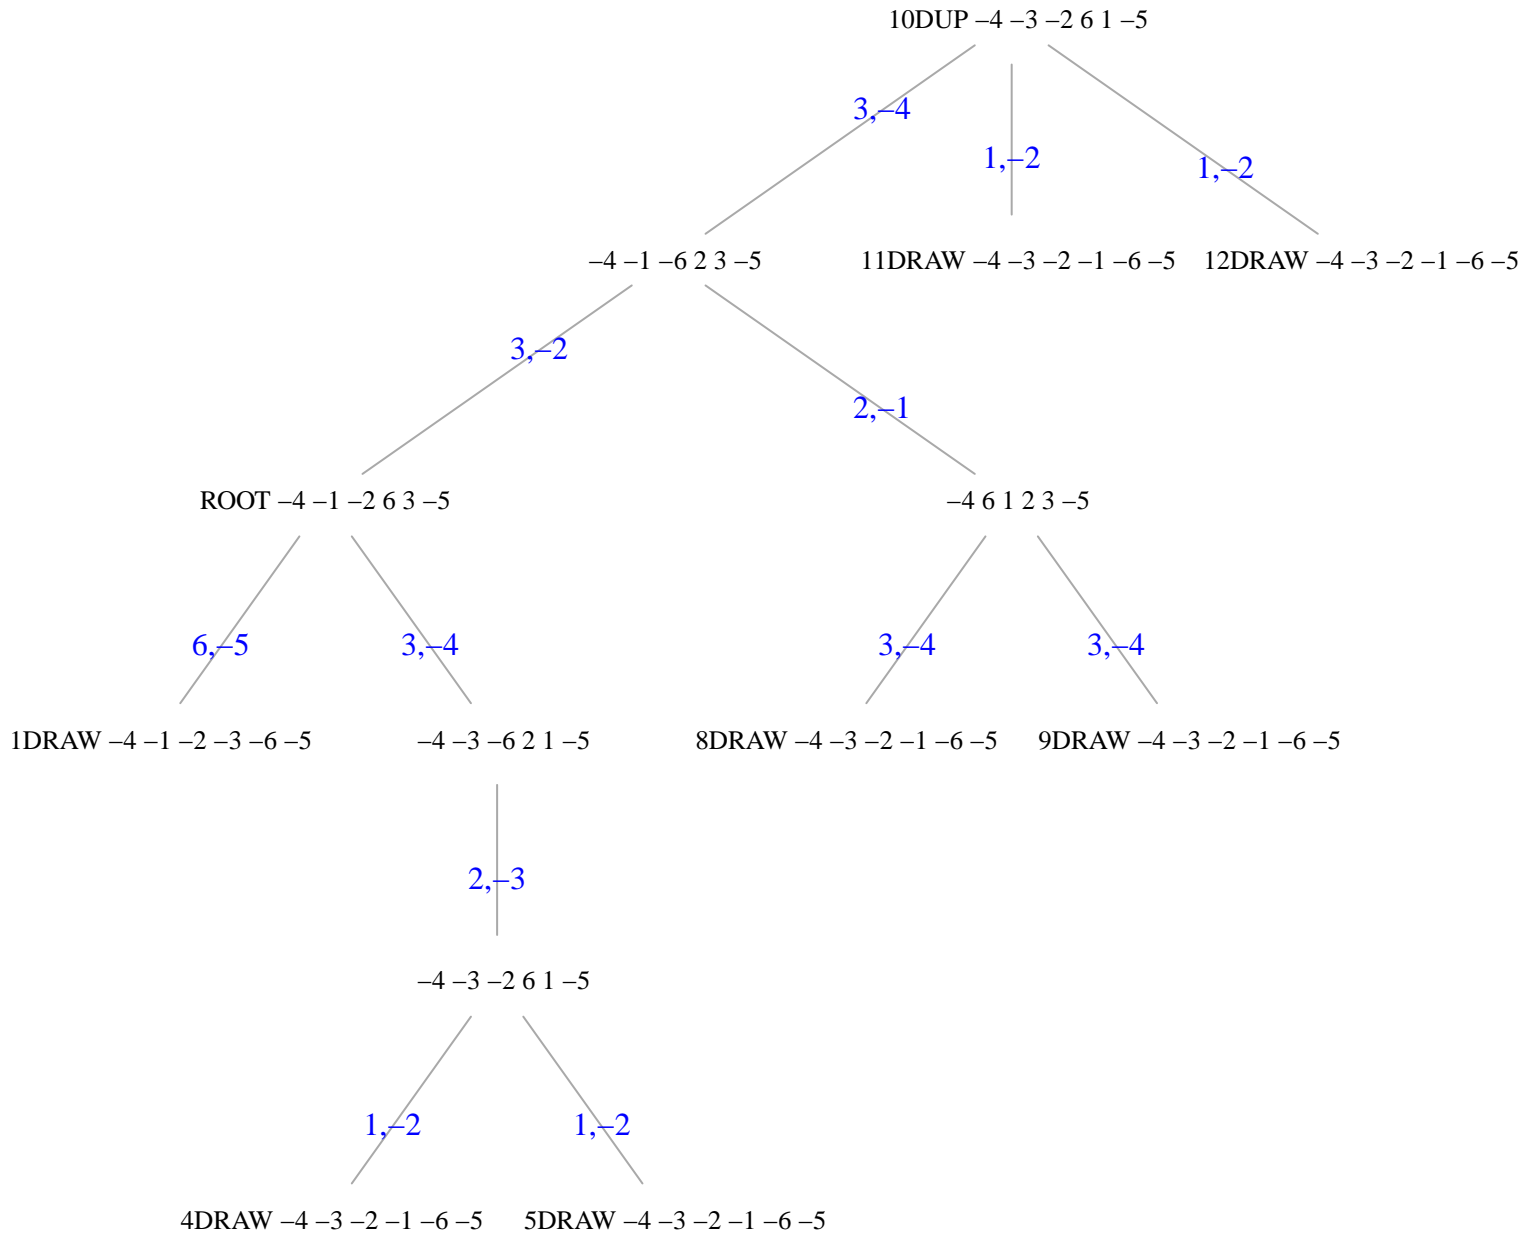 10DUP –4 –3 –2 6 1 –5
3,–4
1,–2
1,–2
–4 –1 –6 2 3 –5
11DRAW –4 –3 –2 –1 –6 –5
12DRAW –4 –3 –2 –1 –6 –5
3,–2
2,–1
ROOT –4 –1 –2 6 3 –5
–4 6 1 2 3 –5
6,–5
3,–4
3,–4
3,–4
1DRAW –4 –1 –2 –3 –6 –5
–4 –3 –6 2 1 –5
8DRAW –4 –3 –2 –1 –6 –5
9DRAW –4 –3 –2 –1 –6 –5
2,–3
–4 –3 –2 6 1 –5
1,–2
1,–2
4DRAW –4 –3 –2 –1 –6 –5
5DRAW –4 –3 –2 –1 –6 –5